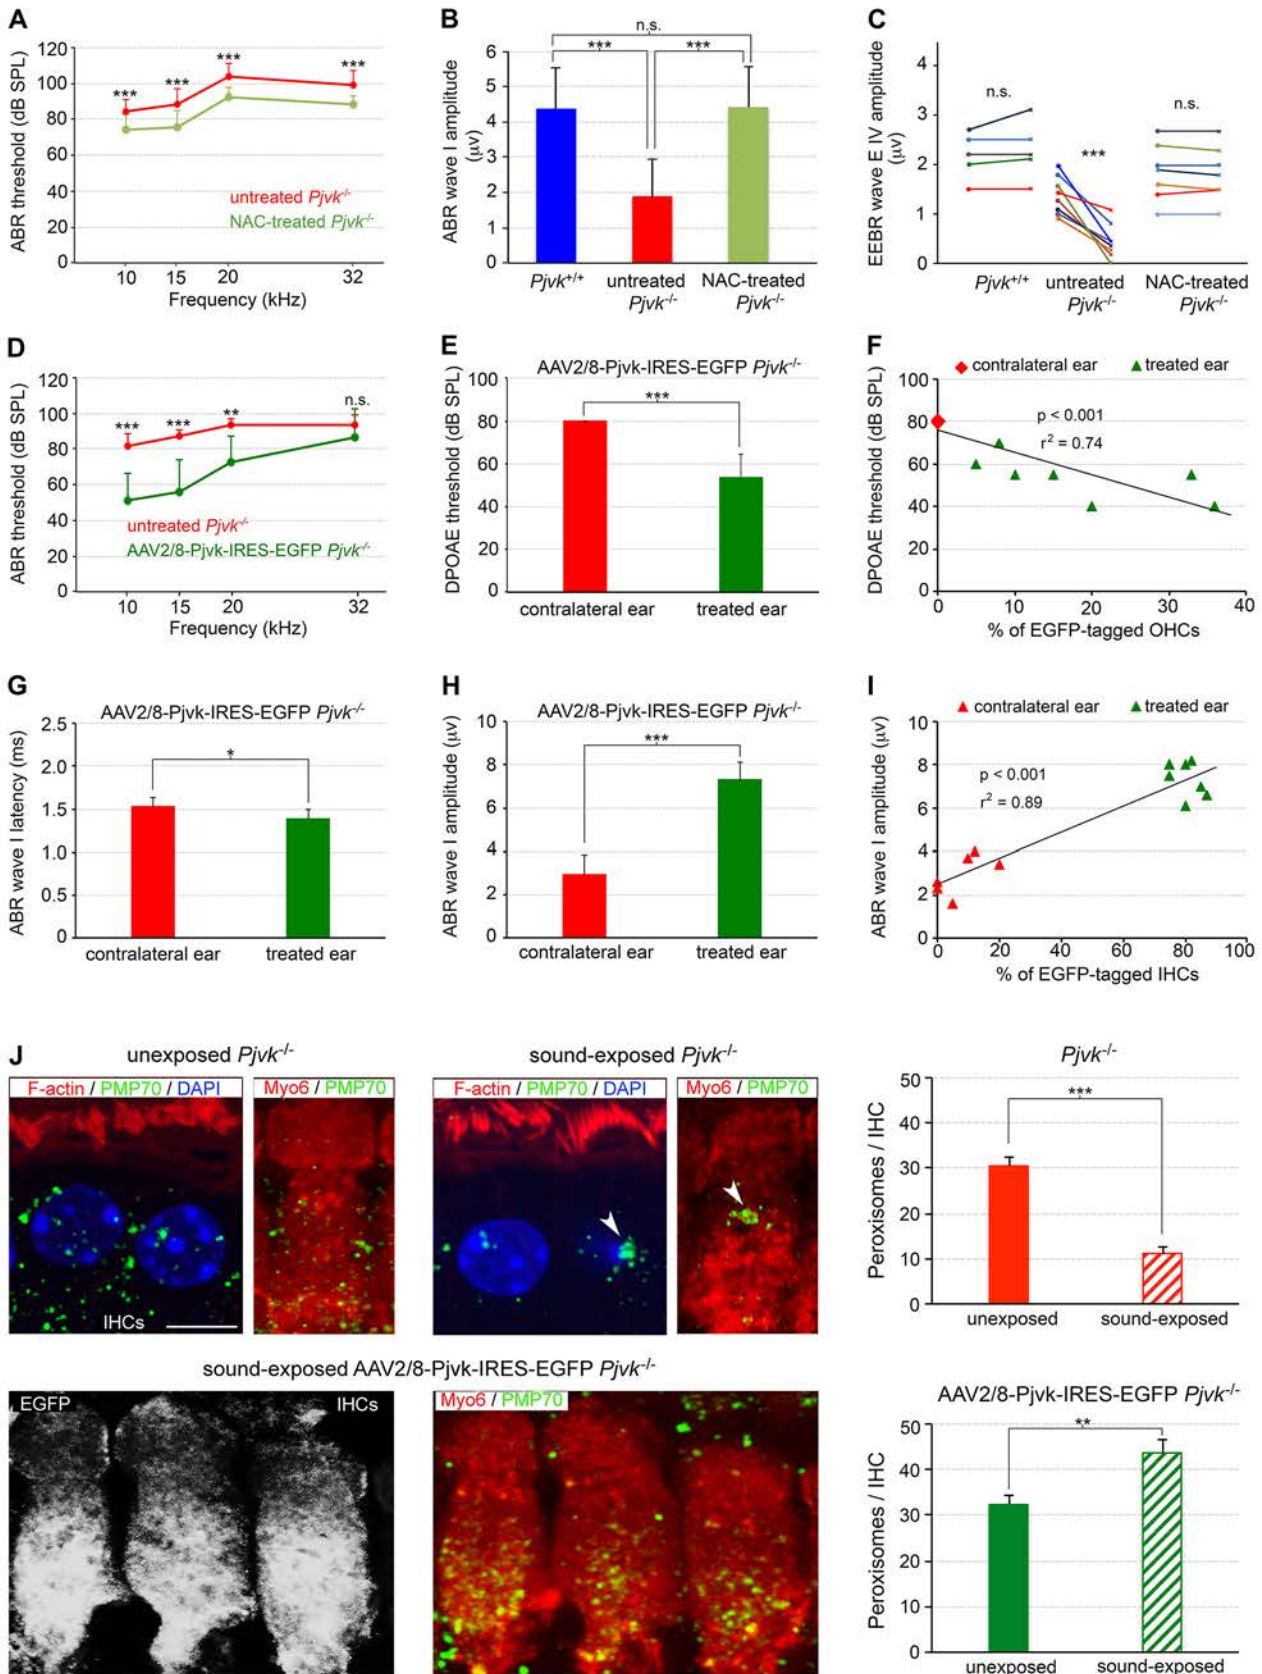 A
ABR threshold (dB SPL)
120
100
80
60
40
20
0
***
***
***
***
untreated Pjvk-/-
NAC-treated Pjvk-/-
10
15
20
32
Frequency (kHz)
B
ABR wave I amplitude
(μv)
6
5
4
3
2
1
0
n.s.
***
***
Pjvk+/+
untreated
Pjvk-/-
NAC-treated
Pjvk-/-
C
EEBR wave E IV amplitude
(μv)
4
3
2
1
0
n.s.
***
n.s.
Pjvk+/+
untreated
Pjvk-/-
NAC-treated
Pjvk-/-
D
ABR threshold (dB SPL)
120
100
80
60
40
20
0
***
***
**
n.s.
untreated Pjvk-/-
AAV2/8-Pjvk-IRES-EGFP Pjvk-/-
10
15
20
32
Frequency (kHz)
E
AAV2/8-Pjvk-IRES-EGFP Pjvk-/-
DPOAE threshold (dB SPL)
100
80
60
40
20
0
***
contralateral ear
treated ear
F
contralateral ear
treated ear
DPOAE threshold (dB SPL)
100
80
60
40
20
0
p < 0.001
r2 = 0.74
0
10
20
30
40
% of EGFP-tagged OHCs
G
AAV2/8-Pjvk-IRES-EGFP Pjvk-/-
ABR wave I latency (ms)
2.5
2.0
1.5
1.0
0.5
0
*
contralateral ear
treated ear
H
AAV2/8-Pjvk-IRES-EGFP Pjvk-/-
ABR wave I amplitude (μv)
10
8
6
4
2
0
***
contralateral ear
treated ear
I
contralateral ear
treated ear
ABR wave I amplitude (μv)
10
8
6
4
2
0
p < 0.001
r2 = 0.89
0
20
40
60
80
100
% of EGFP-tagged IHCs
J
unexposed Pjvk-/-
F-actin / PMP70 / DAPI
Myo6 / PMP70
IHCs
sound-exposed Pjvk-/-
F-actin / PMP70 / DAPI
Myo6 / PMP70
Pjvk-/-
Peroxisomes / IHC
50
40
30
20
10
0
***
unexposed
sound-exposed
sound-exposed AAV2/8-Pjvk-IRES-EGFP Pjvk-/-
EGFP
IHCs
Myo6 / PMP70
AAV2/8-Pjvk-IRES-EGFP Pjvk-/-
Peroxisomes / IHC
50
40
30
20
10
0
**
unexposed
sound-exposed